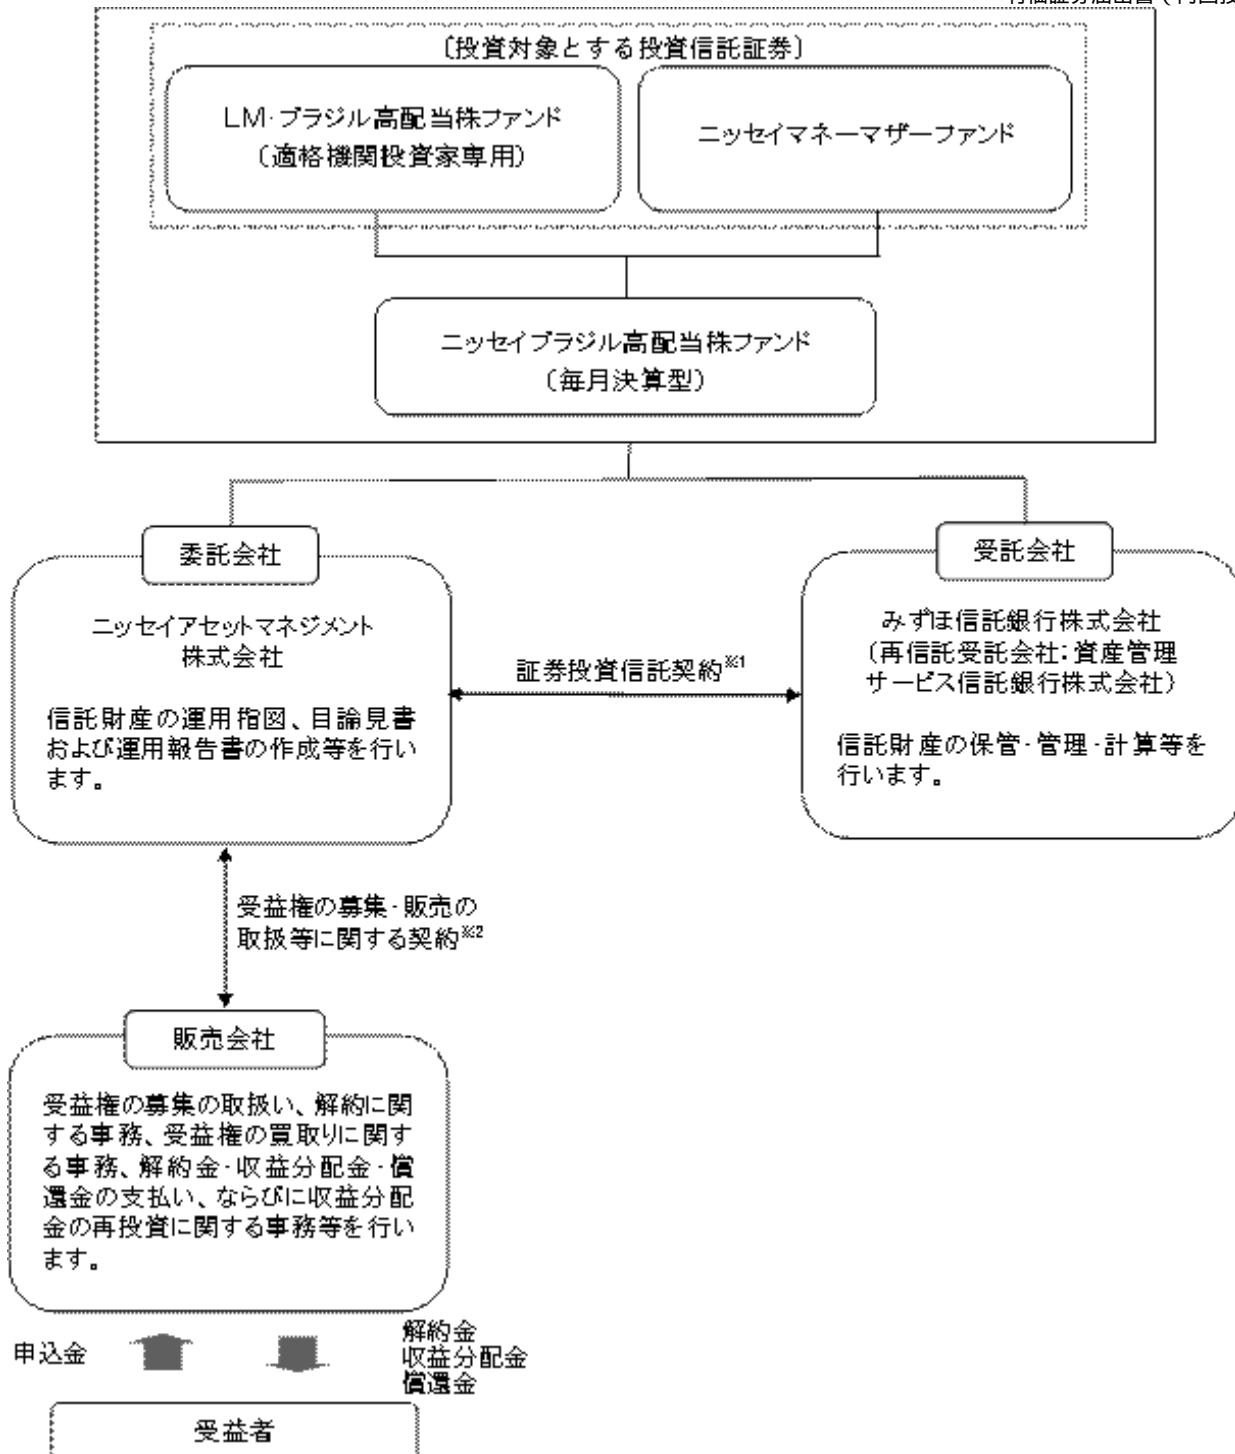 〔投資対象とする投資信託証券〕
LM・ブラジル高配当株ファンド
（適格機関投資家専用）
ニッセイマネーマザーファンド
ニッセイブラジル高配当株ファンド
（毎月決算型）
委託会社
ニッセイアセットマネジメント
株式会社
信託財産の運用指図、目論見書
および運用報告書の作成等を行い
ます。
証券投資信託契約※1
受託会社
みずほ信託銀行株式会社
（再信託受託会社：資産管理
サービス信託銀行株式会社）
信託財産の保管・管理・計算等を
行います。
受益権の募集・販売の
取扱等に関する契約※2
販売会社
受益権の募集の取扱い、解約に関
する事務、受益権の買取りに関す
る事務、解約金・収益分配金・償
還金の支払い、ならびに収益分配
金の再投資に関する事務等を行い
ます。
申込金
解約金
収益分配金
償還金
受益者